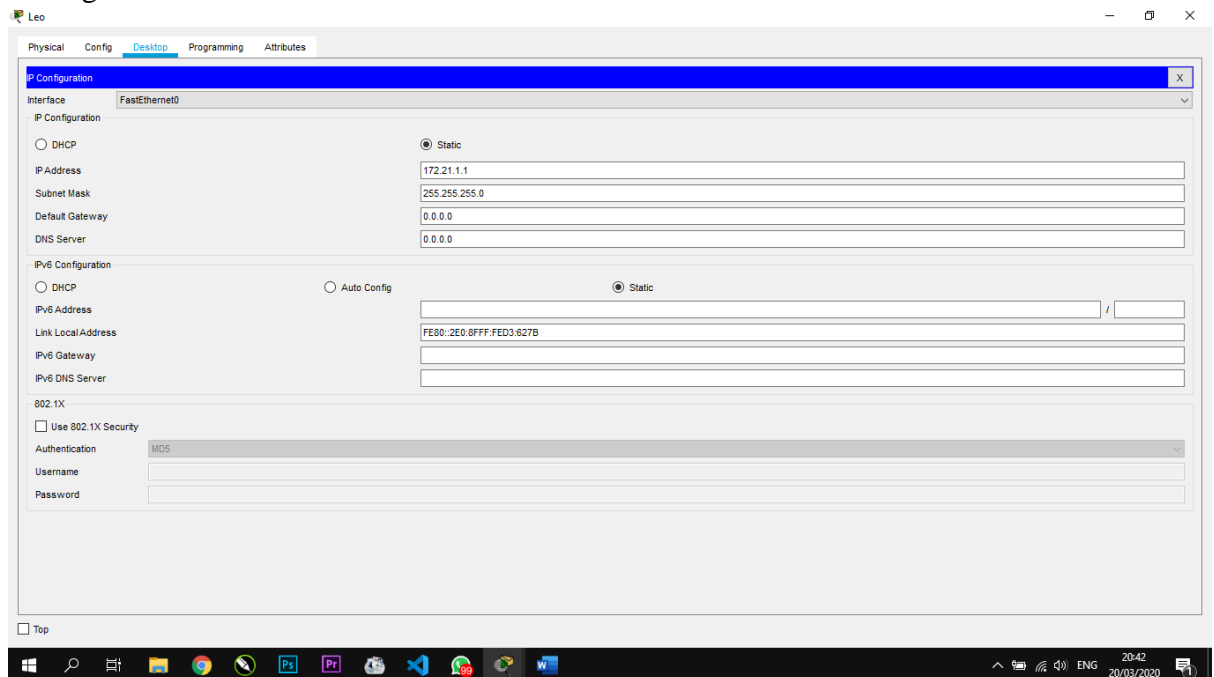 Leo
Physical Config Desktop Programming Attributes
IP Configuration X
Interface FastEthernet0
IP Configuration
DHCP Static
IP Address 172.21.1.1
Subnet Mask 255.255.255.0
Default Gateway 0.0.0.0
DNS Server 0.0.0.0
IPv6 Configuration
DHCP Auto Config Static
IPv6 Address /
Link Local Address FE80::2E0:8FFF:FED3:627B
IPv6 Gateway
IPv6 DNS Server
802.1X
Use 802.1X Security
Authentication MD5
Username
Password
Top
Ps Pr 99 W ENG 20:42
20/03/2020 1